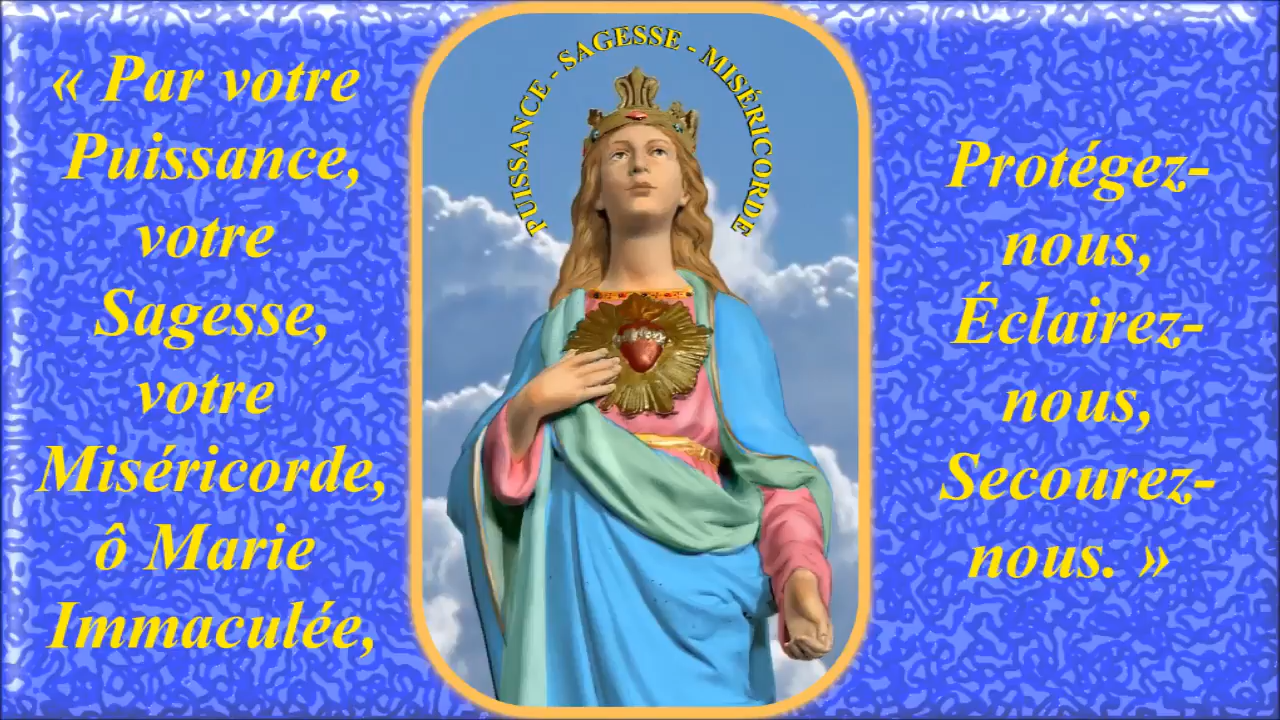 « Par votre
Puissance,
votre
Sagesse,
votre
Miséricorde,
ô Marie
Immaculée,
PUISSANCE - SAGESSE - MISÉRICORDE
Protégez-
nous,
Éclairez-
nous,
Secourez-
nous. »